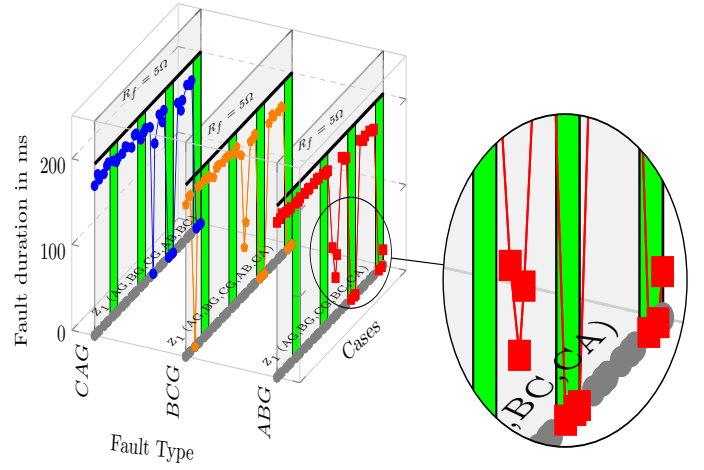 Fault duration in ms
200
100
0
R_f = 5Ω
R_f = 5Ω
R_f = 5Ω
Z_1 (AG,BG,CG,AB,BC)
Z_1 (AG,BG,CG,AB,CA)
Z_1 (AG,BG,CG,BC,CA)
CAG
BCG
ABG
Fault Type
Cases
,BC,CA)